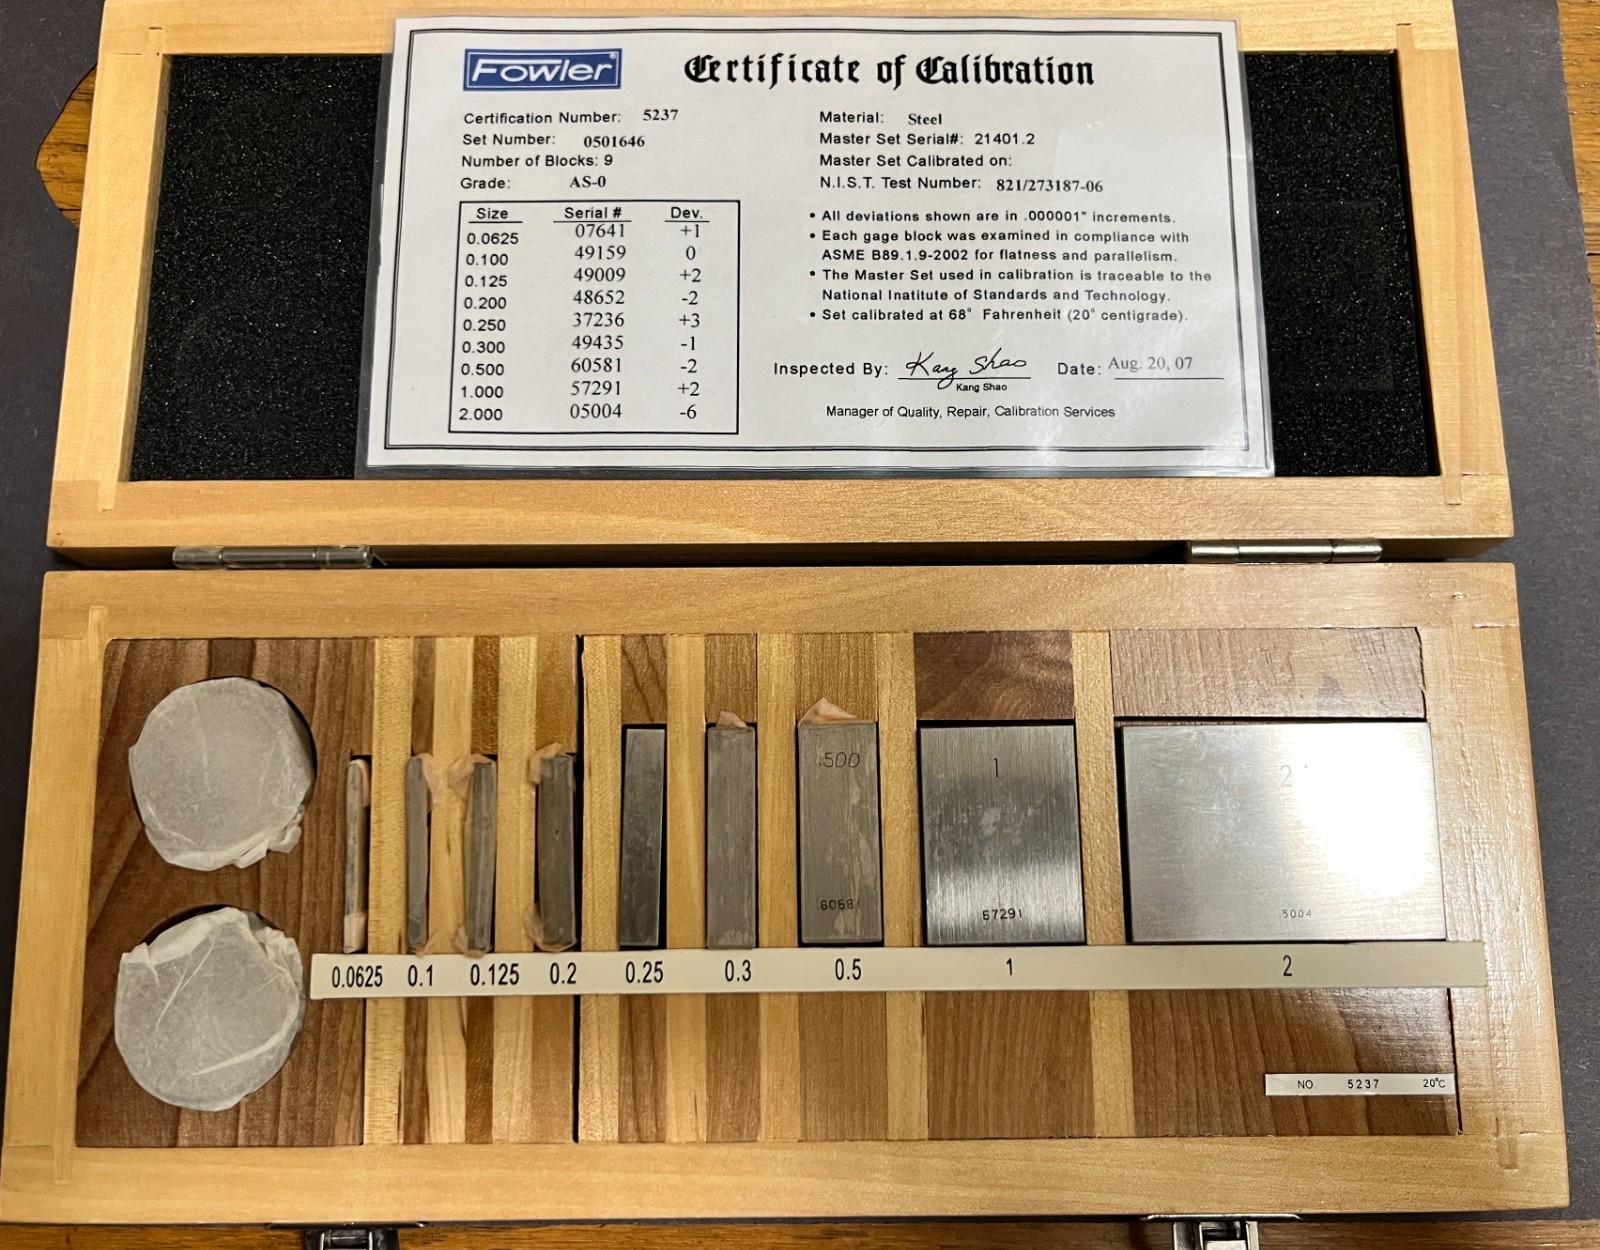 Fowler®
Certificate of Calibration
Certification Number: 5237
Set Number: 0501646
Number of Blocks: 9
Grade: AS-0
Material: Steel
Master Set Serial#: 21401.2
Master Set Calibrated on:
N.I.S.T. Test Number: 821/273187-06
Size Serial # Dev.
0.0625 07641 +1
0.100 49159 0
0.125 49009 +2
0.200 48652 -2
0.250 37236 +3
0.300 49435 -1
0.500 60581 -2
1.000 57291 +2
2.000 05004 -6
• All deviations shown are in .000001" increments.
• Each gage block was examined in compliance with
ASME B89.1.9-2002 for flatness and parallelism.
• The Master Set used in calibration is traceable to the
National Institute of Standards and Technology.
• Set calibrated at 68° Fahrenheit (20° centigrade).
Inspected By: Kang Shao Date: Aug. 20, 07
Kang Shao
Manager of Quality, Repair, Calibration Services
.500
60581
1
57291
2
5004
0.0625 0.1 0.125 0.2 0.25 0.3 0.5 1 2
NO 5237 20°C